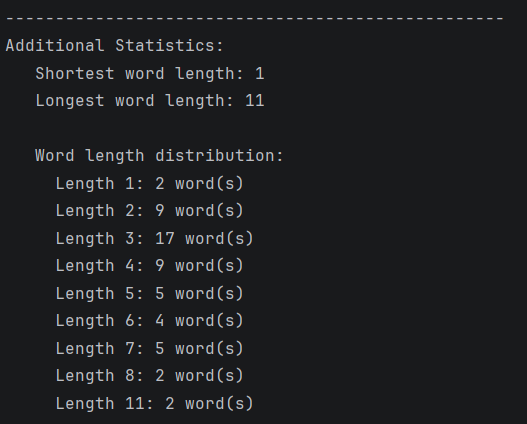 --------------------------------------------------
Additional Statistics:
   Shortest word length: 1
   Longest word length: 11

   Word length distribution:
     Length 1: 2 word(s)
     Length 2: 9 word(s)
     Length 3: 17 word(s)
     Length 4: 9 word(s)
     Length 5: 5 word(s)
     Length 6: 4 word(s)
     Length 7: 5 word(s)
     Length 8: 2 word(s)
     Length 11: 2 word(s)